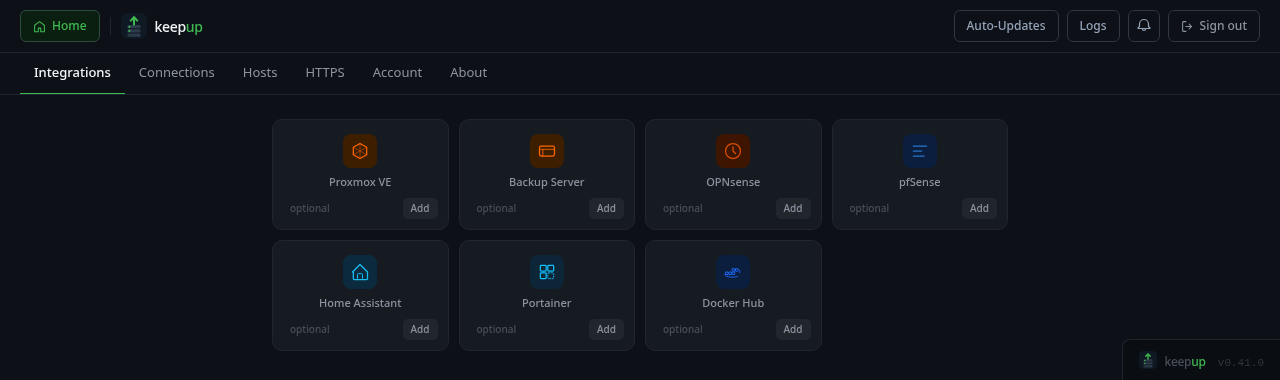 Home keepup Auto-Updates Logs Sign out
Integrations Connections Hosts HTTPS Account About
Proxmox VE Backup Server OPNsense pfSense
optional Add optional Add optional Add optional Add
Home Assistant Portainer Docker Hub
optional Add optional Add optional Add
keepup v0.41.0